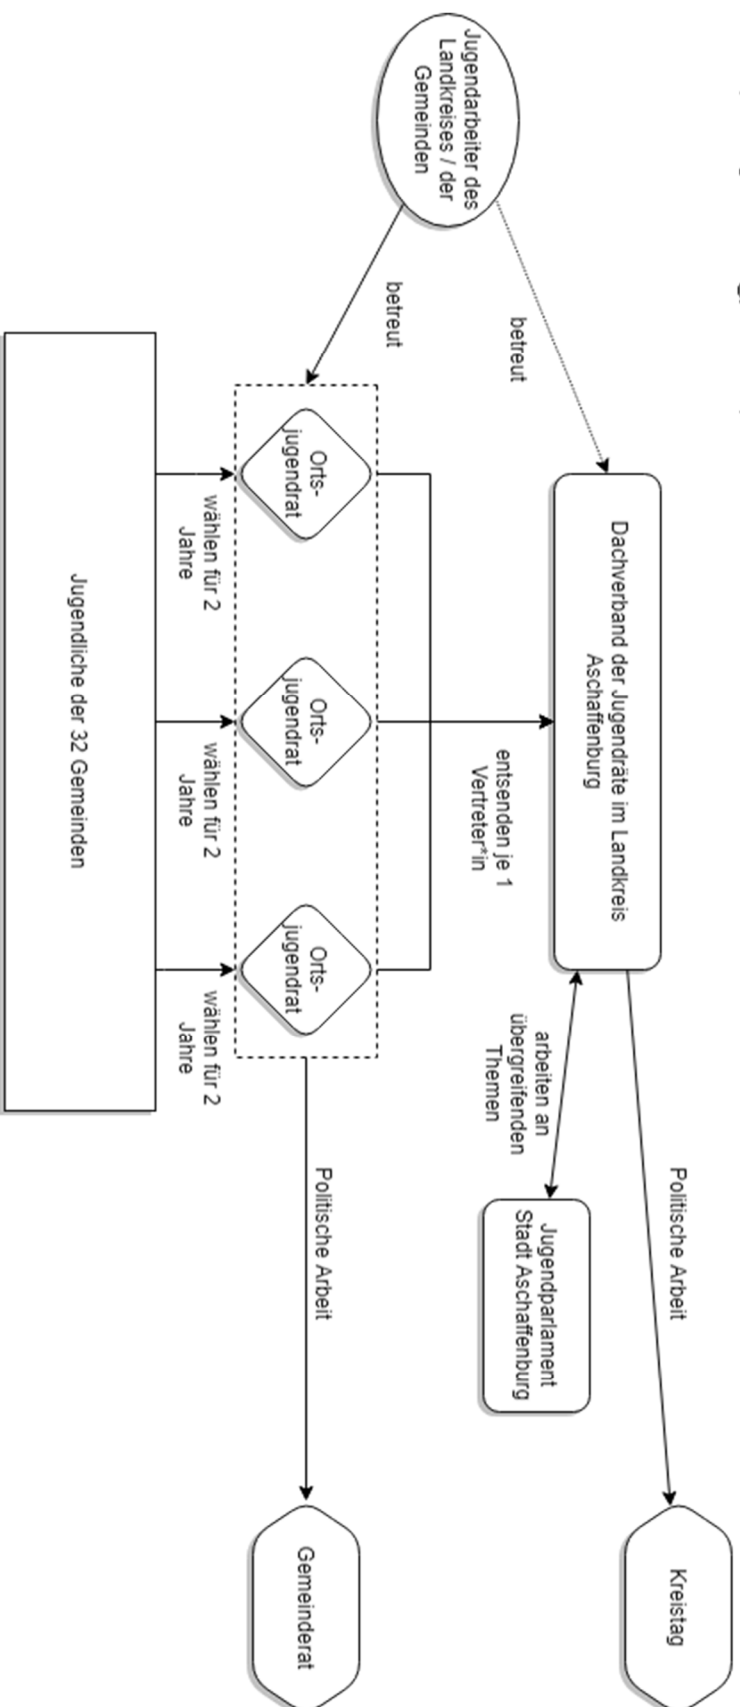 Jugendarbeiter des
Landkreises / der
Gemeinden
betreut
betreut
Dachverband der Jugendräte im Landkreis
Aschaffenburg
Politische Arbeit
Kreistag
arbeiten an
übergreifenden
Themen
Jugendparlament
Stadt Aschaffenburg
entsenden je 1
Vertreter*in
Orts-
jugendrat
Orts-
jugendrat
Orts-
jugendrat
Politische Arbeit
Gemeinderat
wählen für 2
Jahre
wählen für 2
Jahre
wählen für 2
Jahre
Jugendliche der 32 Gemeinden